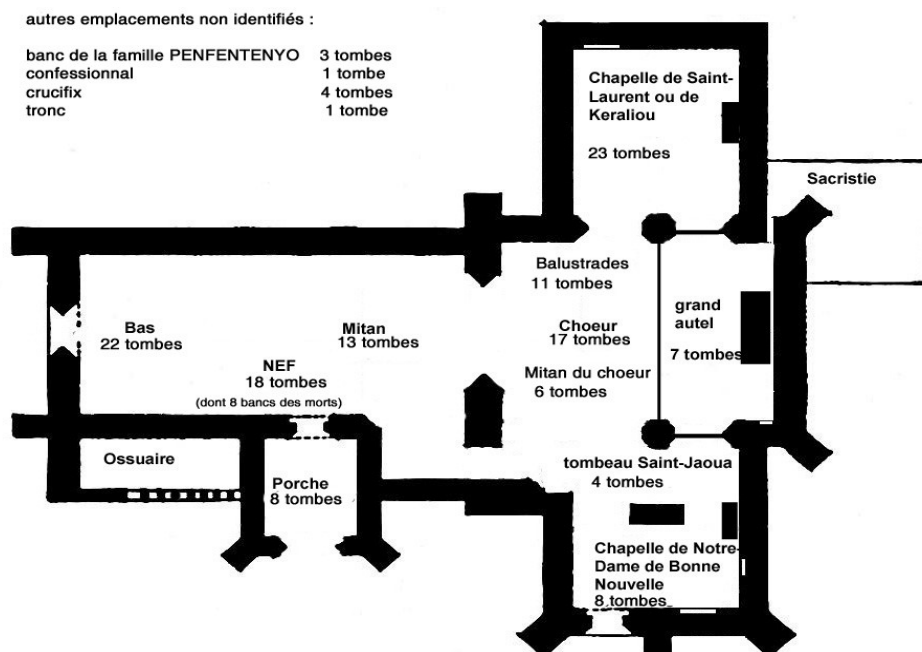 autres emplacements non identifiés :
banc de la famille PENFENTENYO 3 tombes
confessionnal 1 tombe
crucifix 4 tombes
tronc 1 tombe
Chapelle de Saint-
Laurent ou de
Keraliou
23 tombes
Sacristie
Balustrades
11 tombes
grand
autel
7 tombes
Choeur
17 tombes
Mitan du choeur
6 tombes
Bas
22 tombes
Mitan
13 tombes
NEF
18 tombes
(dont 8 bancs des morts)
Ossuaire
Porche
8 tombes
tombeau Saint-Jaoua
4 tombes
Chapelle de Notre-
Dame de Bonne
Nouvelle
8 tombes